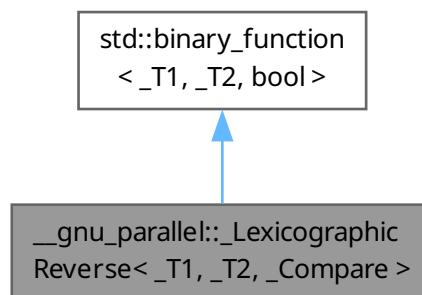 std::binary_function
< _T1, _T2, bool >
__gnu_parallel::_Lexicographic
Reverse< _T1, _T2, _Compare >